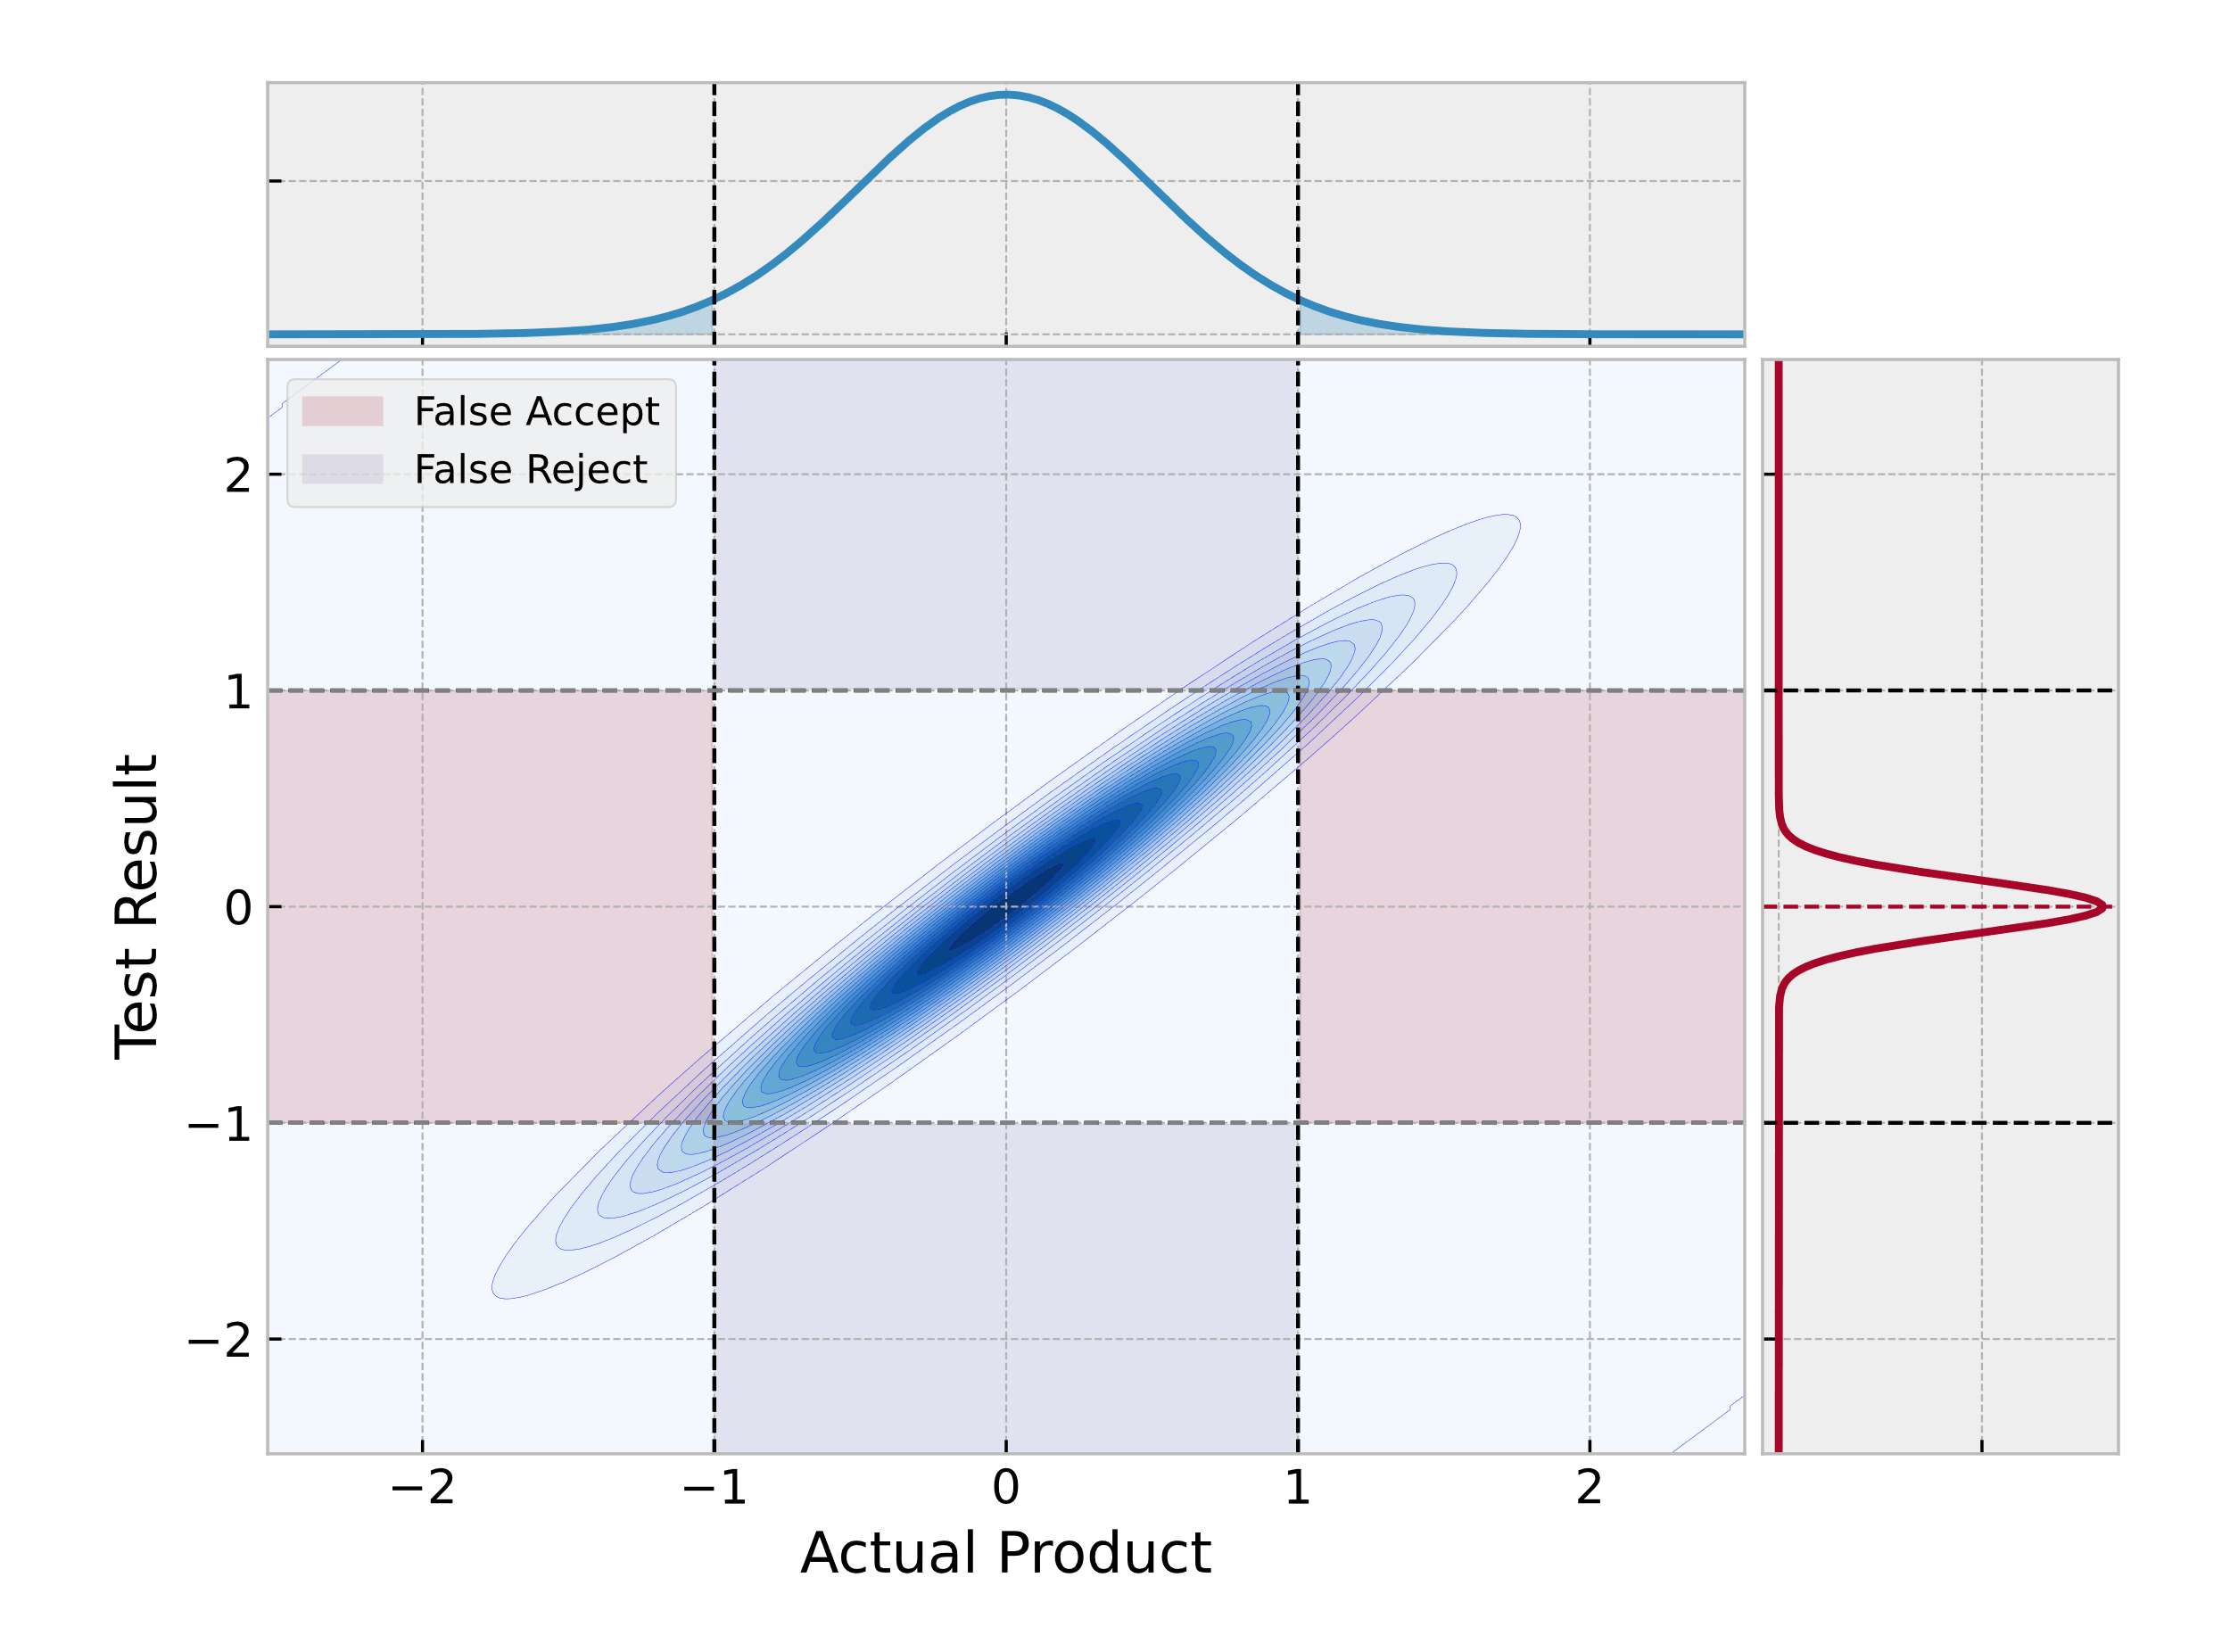 False Accept
False Reject
2
1
0
−1
−2
Test Result
−2 −1 0 1 2
Actual Product